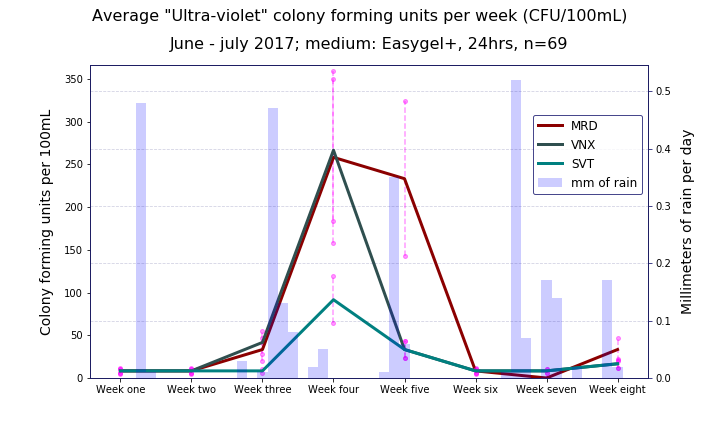 Average "Ultra-violet" colony forming units per week (CFU/100mL)
June - july 2017; medium: Easygel+, 24hrs, n=69
Colony forming units per 100mL
350
300
250
200
150
100
50
0
0.5
0.4
0.3
0.2
0.1
0.0
Millimeters of rain per day
MRD
VNX
SVT
mm of rain
Week one Week two Week three Week four Week five Week six Week seven Week eight